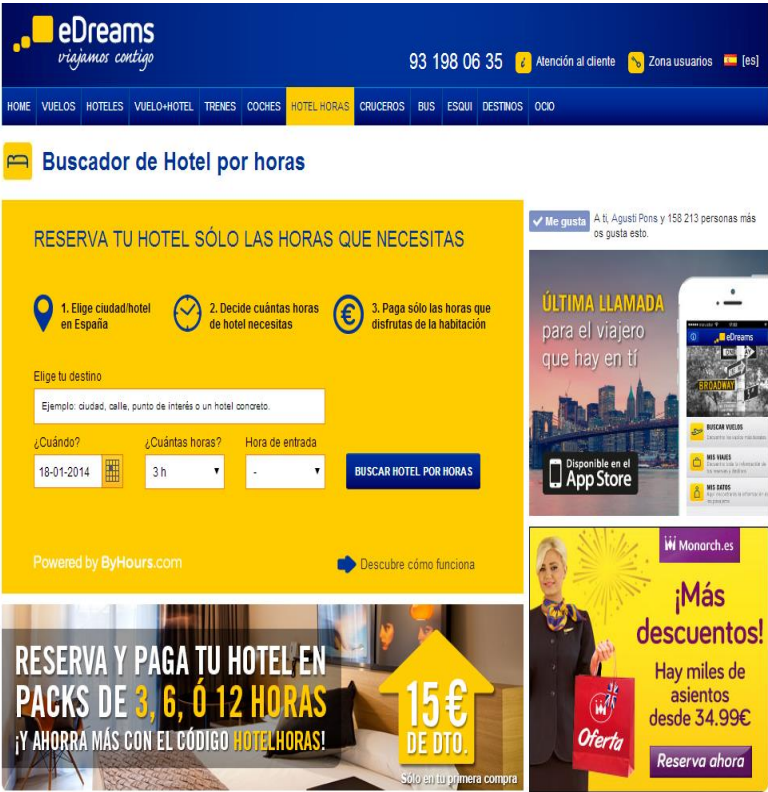 eDreams
viajamos contigo
93 198 06 35
Atención al cliente
Zona usuarios
[es]
HOME VUELOS HOTELES VUELO+HOTEL TRENES COCHES HOTEL HORAS CRUCEROS BUS ESQUI DESTINOS OCIO
Buscador de Hotel por horas
RESERVA TU HOTEL SÓLO LAS HORAS QUE NECESITAS
1. Elige ciudad/hotel
en España
2. Decide cuántas horas
de hotel necesitas
3. Paga sólo las horas que
disfrutas de la habitación
Elige tu destino
Ejemplo: ciudad, calle, punto de interés o un hotel concreto.
¿Cuándo? ¿Cuántas horas? Hora de entrada
18-01-2014 3 h - BUSCAR HOTEL POR HORAS
Powered by ByHours.com
Descubre cómo funciona
RESERVA Y PAGA TU HOTEL EN
PACKS DE 3, 6, Ó 12 HORAS
¡Y AHORRA MÁS CON EL CÓDIGO HOTELHORAS!
15 €
DE DTO.
Sólo en tu primera compra
Me gusta
A ti, Agusti Pons y 158 213 personas más
os gusta esto.
ÚLTIMA LLAMADA
para el viajero
que hay en tí
Disponible en el
App Store
eDreams
BROADWAY
BUSCAR VUELOS
MIS VIAJES
MIS DATOS
Monarch.es
¡Más
descuentos!
Hay miles de
asientos
desde 34.99€
Oferta
Reserva ahora